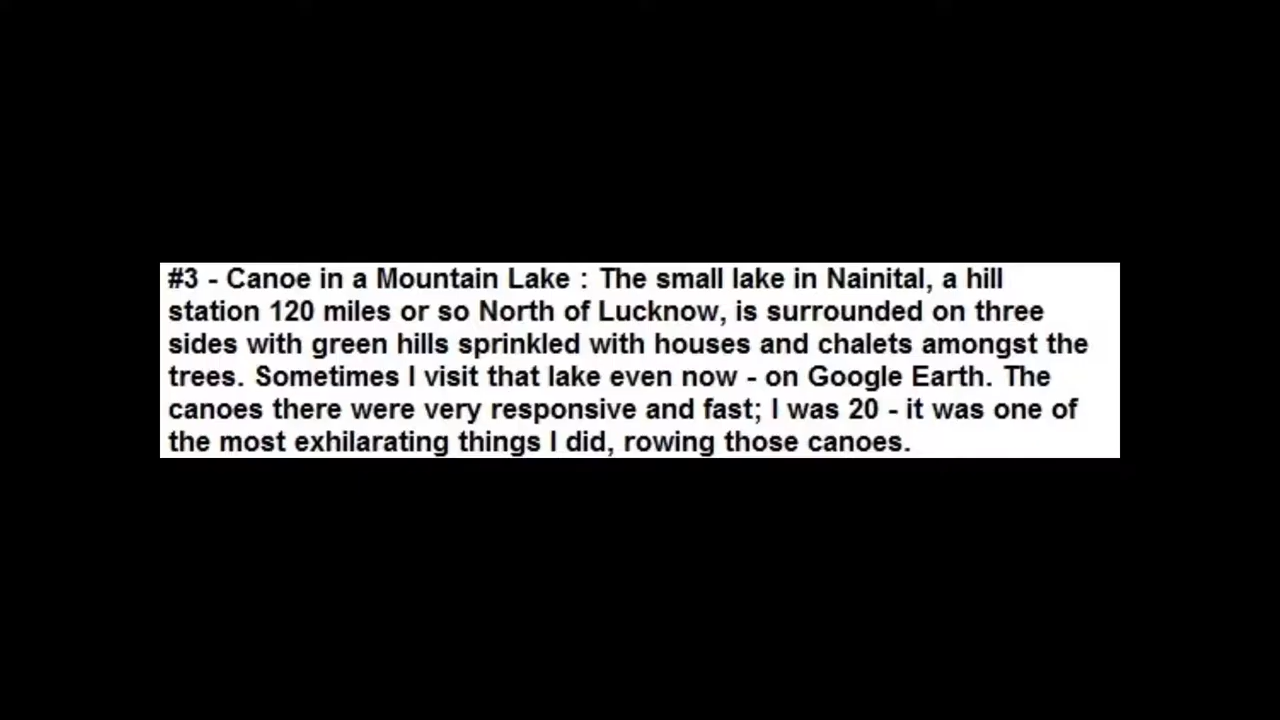 #3 - Canoe in a Mountain Lake : The small lake in Nainital, a hill
station 120 miles or so North of Lucknow, is surrounded on three
sides with green hills sprinkled with houses and chalets amongst the
trees. Sometimes I visit that lake even now - on Google Earth. The
canoes there were very responsive and fast; I was 20 - it was one of
the most exhilarating things I did, rowing those canoes.